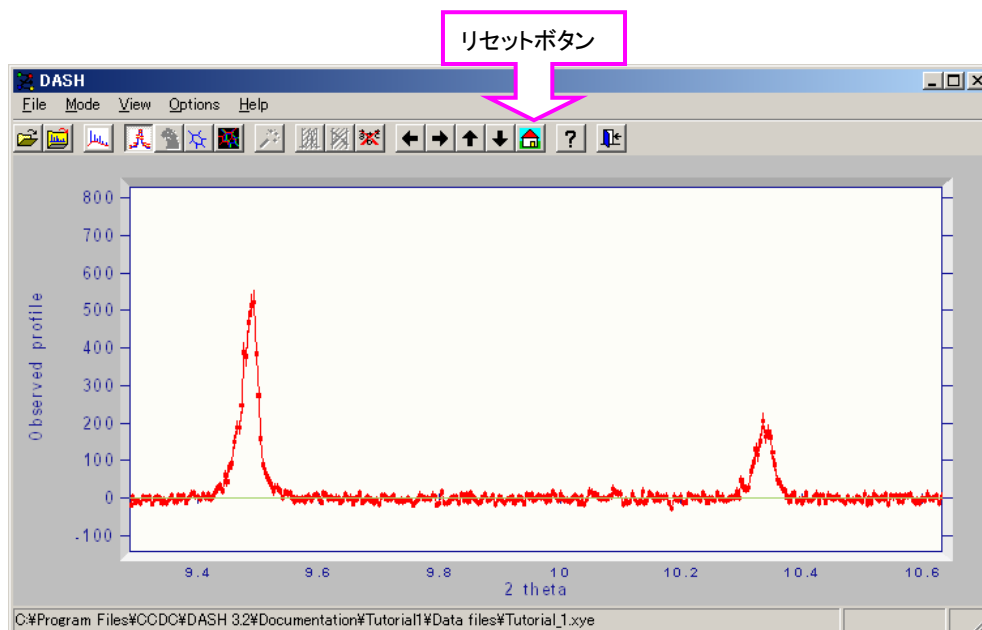 リセットボタン
DASH
File Mode View Options Help
800
700
600
500
400
300
200
100
0
-100
Observed profile
9.4 9.6 9.8 10 10.2 10.4 10.6
2 theta
C:¥Program Files¥CCDC¥DASH 3.2¥Documentation¥Tutorial1¥Data files¥Tutorial_1.xye